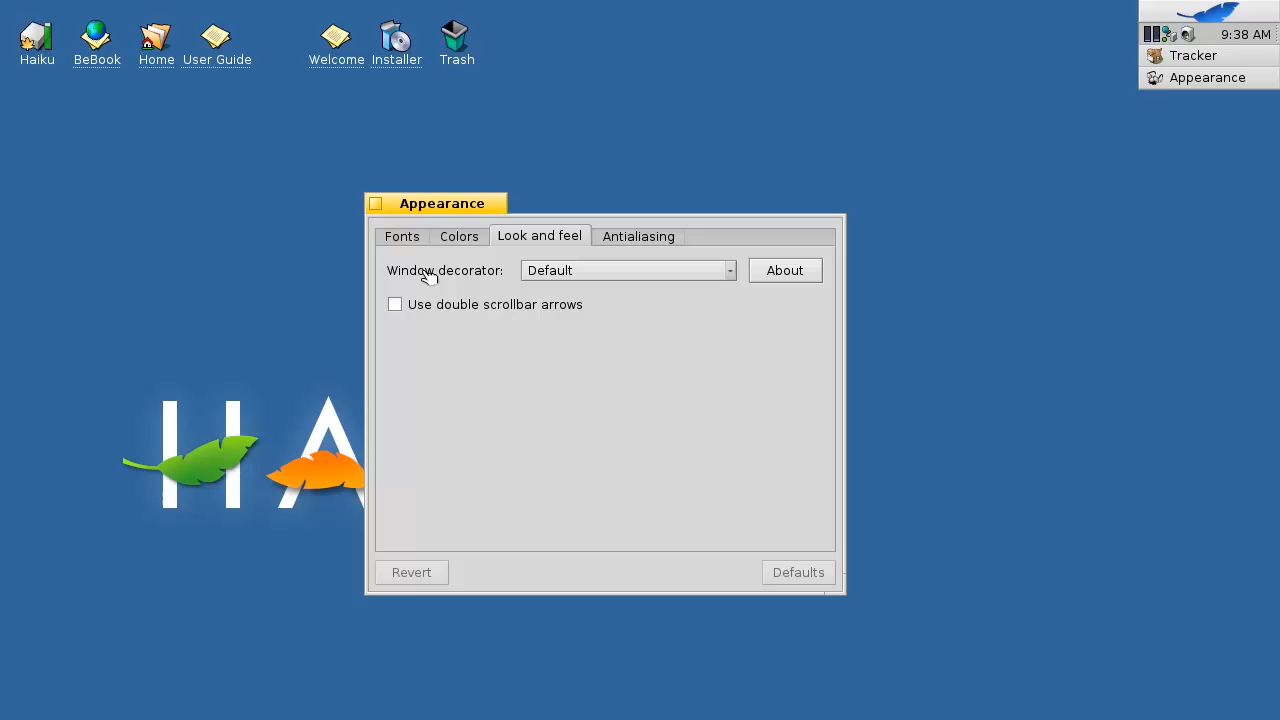 Haiku
BeBook
Home
User Guide
Welcome
Installer
Trash
9:38 AM
Tracker
Appearance
Appearance
Fonts
Colors
Look and feel
Antialiasing
Window decorator:
Default
About
Use double scrollbar arrows
Revert
Defaults
HA